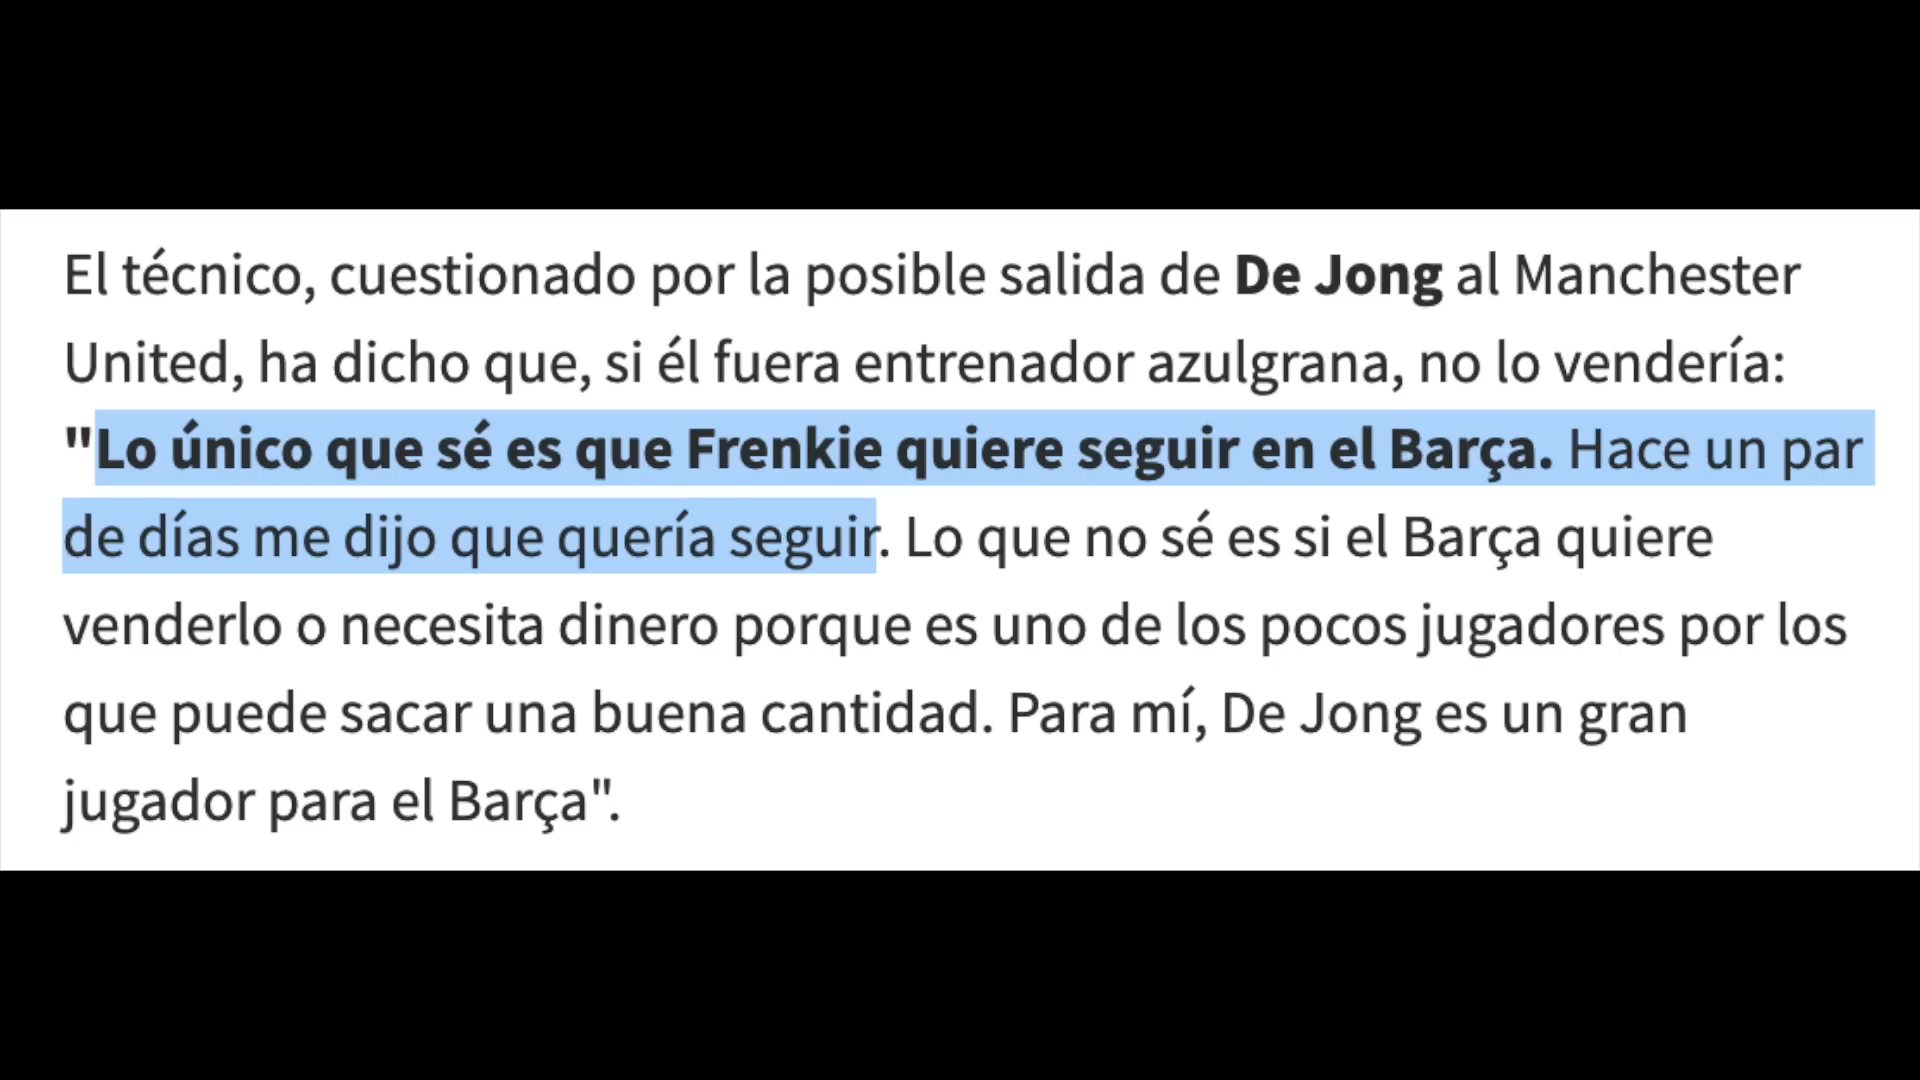 El técnico, cuestionado por la posible salida de De Jong al Manchester
United, ha dicho que, si él fuera entrenador azulgrana, no lo vendería:
"Lo único que sé es que Frenkie quiere seguir en el Barça. Hace un par
de días me dijo que quería seguir. Lo que no sé es si el Barça quiere
venderlo o necesita dinero porque es uno de los pocos jugadores por los
que puede sacar una buena cantidad. Para mí, De Jong es un gran
jugador para el Barça".